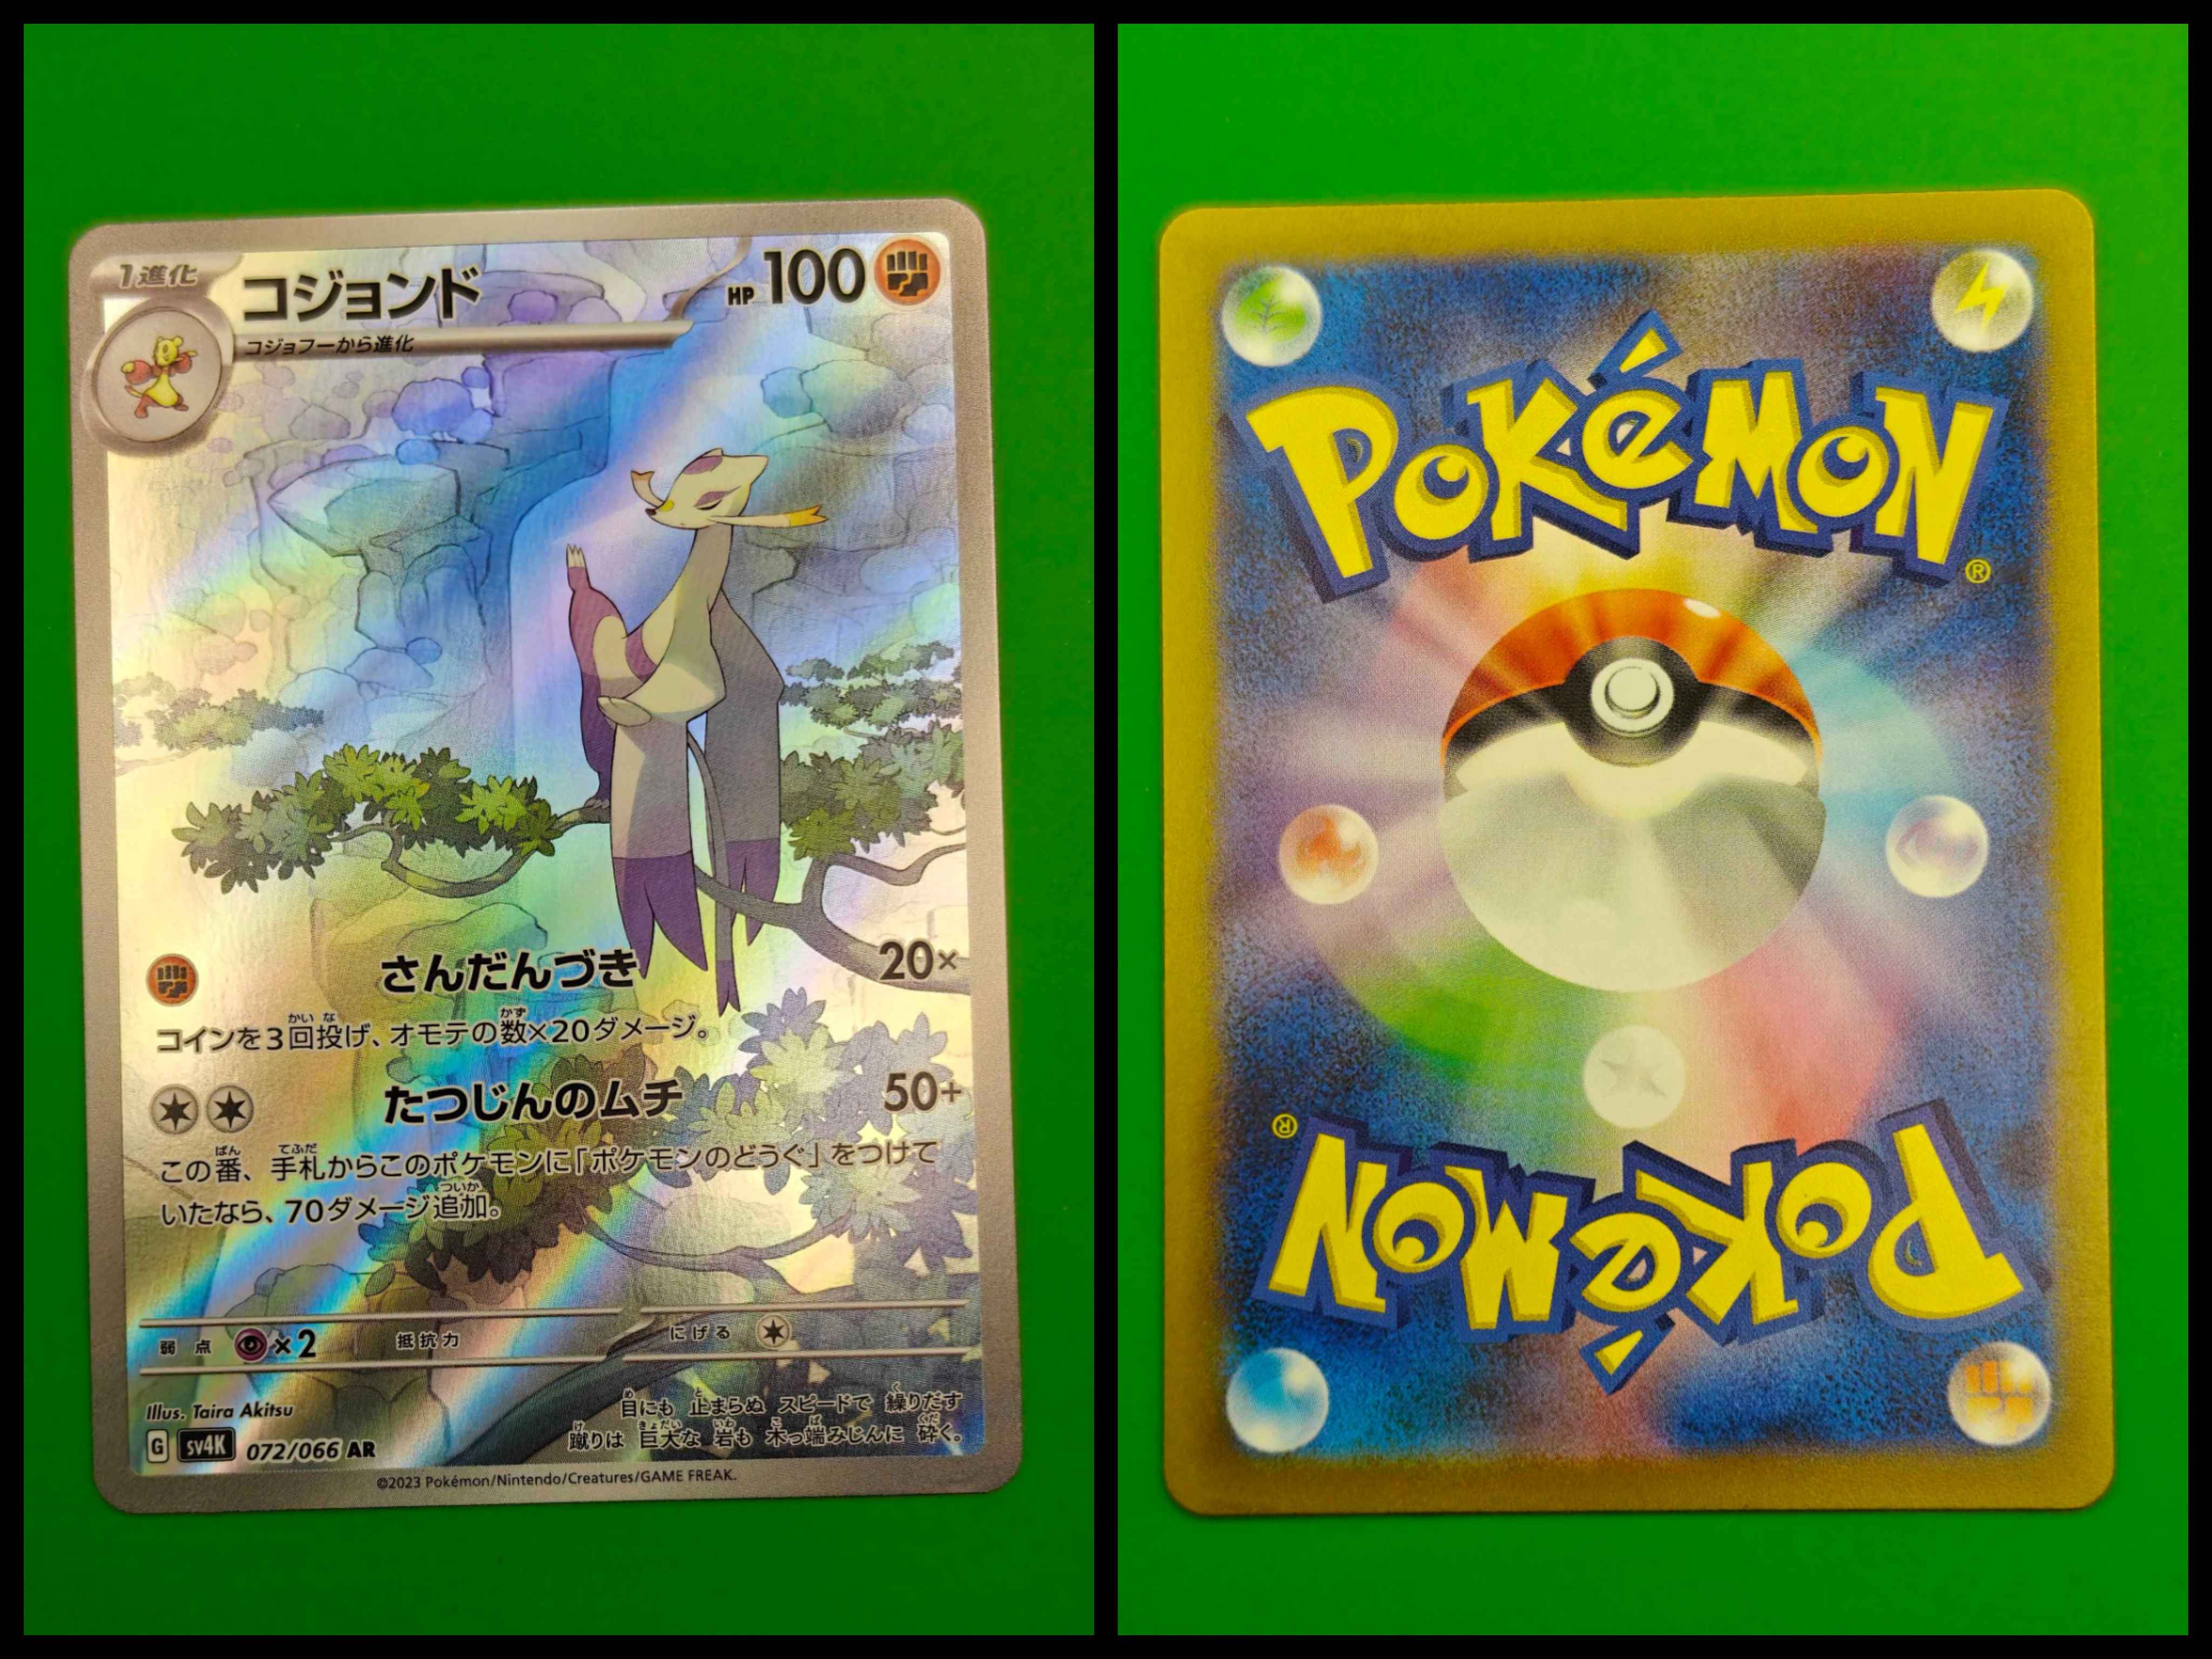 1進化
コジョンド
HP 100
コジョフーから進化
さんだんづき 20×
コインを3回投げ、オモテの数×20ダメージ。
たつじんのムチ 50+
この番、手札からこのポケモンに「ポケモンのどうぐ」をつけて
いたなら、70ダメージ追加。
弱点 ×2 抵抗力 にげる
Illus. Taira Akitsu
目にも 止まらぬ スピードで 繰りだす
蹴りは 巨大な 岩も 木っ端みじんに 砕く。
G SV4K 072/066 AR
©2023 Pokémon/Nintendo/Creatures/GAME FREAK.
POKéMON®
POKéMON®